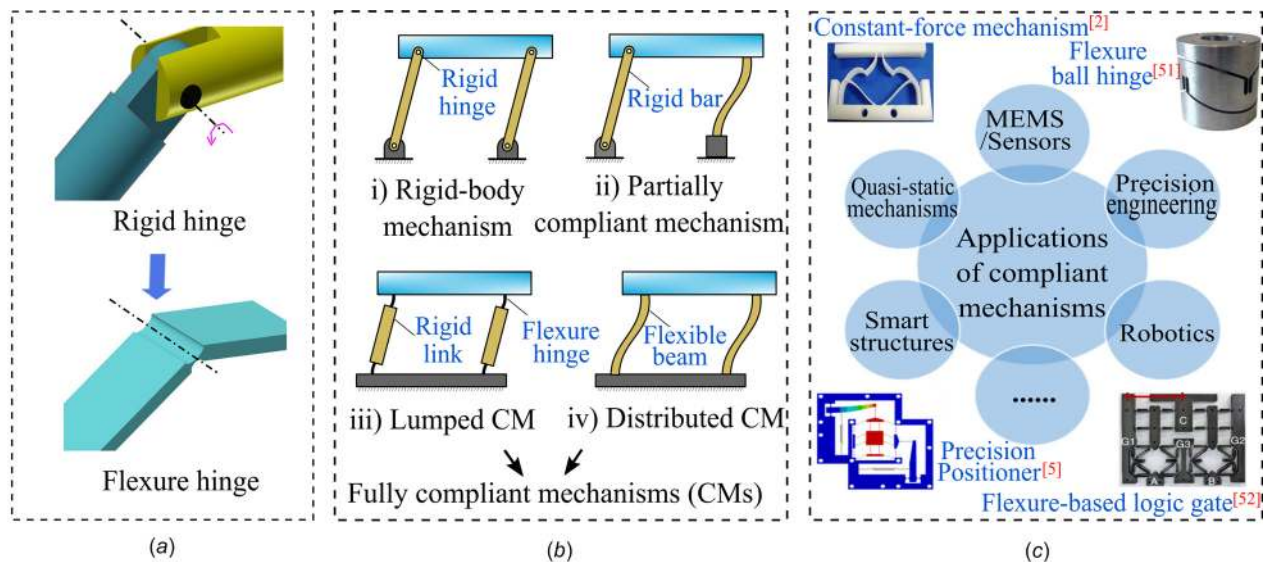 Rigid hinge
Flexure hinge
(a)
Rigid
hinge
Rigid bar
i) Rigid-body
mechanism
ii) Partially
compliant mechanism
Rigid
link
Flexure
hinge
Flexible
beam
iii) Lumped CM
iv) Distributed CM
Fully compliant mechanisms (CMs)
(b)
Constant-force mechanism[2]
Flexure
ball hinge[51]
MEMS
/Sensors
Quasi-static
mechanisms
Precision
engineering
Applications
of compliant
mechanisms
Smart
structures
Robotics
......
Precision
Positioner[5]
C
G1
G3
G2
A
B
Flexure-based logic gate[52]
(c)